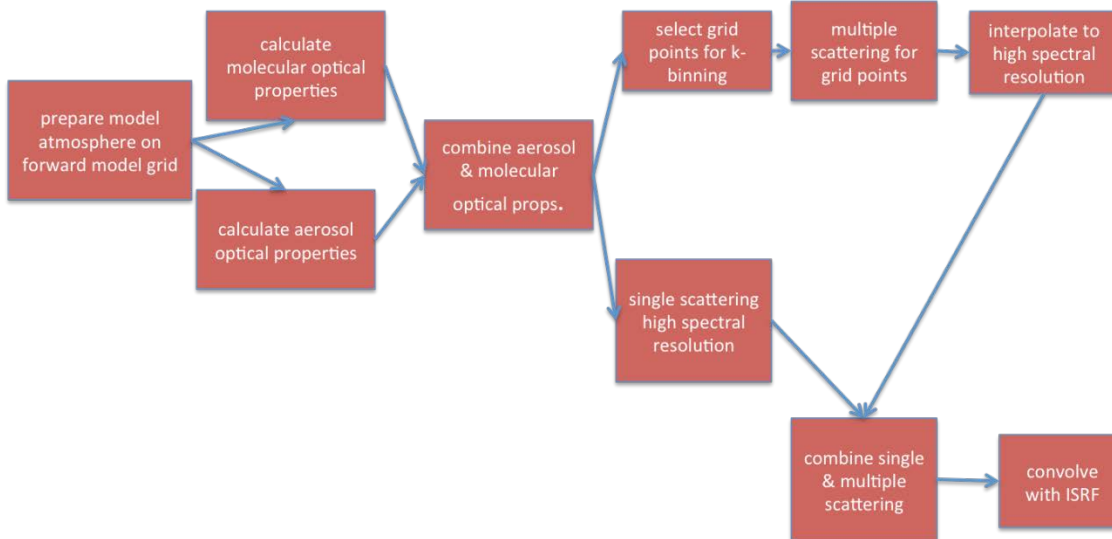 prepare model
atmosphere on
forward model grid
calculate
molecular optical
properties
calculate aerosol
optical properties
combine aerosol
& molecular
optical props.
select grid
points for k-
binning
multiple
scattering for
grid points
interpolate to
high spectral
resolution
single scattering
high spectral
resolution
combine single
& multiple
scattering
convolve
with ISRF